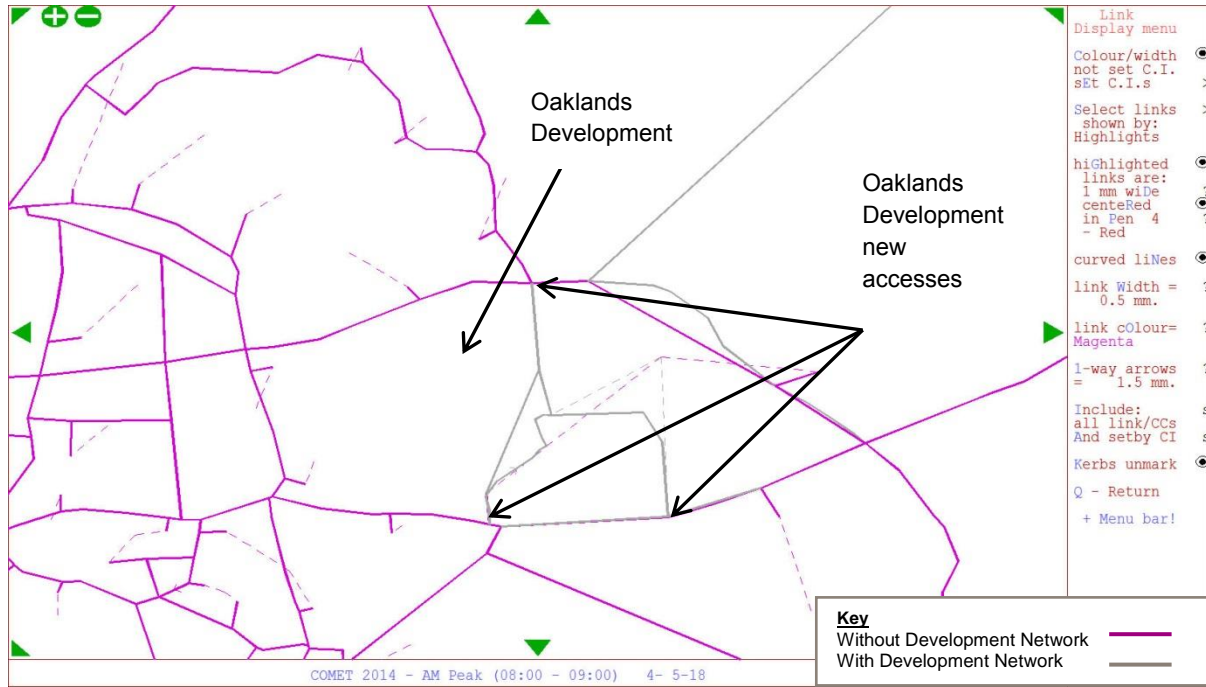 Oaklands
Development
Oaklands
Development
new
accesses
Link
Display menu
Colour/width
not set C.I.
sEt C.I.s >
Select links >
shown by:
Highlights
hiGhlighted
links are:
1 mm wiDe ?
centeRed
in Pen 4 ?
- Red
curved liNes
link Width = ?
0.5 mm.
link cOlour= ?
Magenta
1-way arrows ?
= 1.5 mm.
Include: s
all link/CCs
And setby CI s
Kerbs unmark
Q - Return
+ Menu bar!
Key
Without Development Network
With Development Network
COMET 2014 - AM Peak (08:00 - 09:00) 4- 5-18